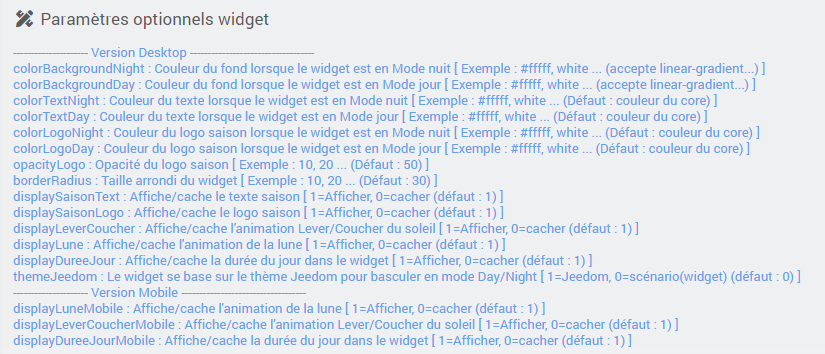 Paramètres optionnels widget
-------------------- Version Desktop ----------------------------------
colorBackgroundNight : Couleur du fond lorsque le widget est en Mode nuit [ Exemple : #fffff, white ... (accepte linear-gradient...) ]
colorBackgroundDay : Couleur du fond lorsque le widget est en Mode jour [ Exemple : #fffff, white ... (accepte linear-gradient...) ]
colorTextNight : Couleur du texte lorsque le widget est en Mode nuit [ Exemple : #fffff, white ... (Défaut : couleur du core) ]
colorTextDay : Couleur du texte lorsque le widget est en Mode jour [ Exemple : #fffff, white ... (Défaut : couleur du core) ]
colorLogoNight : Couleur du logo saison lorsque le widget est en Mode nuit [ Exemple : #fffff, white ... (Défaut : couleur du core) ]
colorLogoDay : Couleur du logo saison lorsque le widget est en Mode jour [ Exemple : #fffff, white ... (Défaut : couleur du core) ]
opacityLogo : Opacité du logo saison [ Exemple : 10, 20 ... (Défaut : 50) ]
borderRadius : Taille arrondi du widget [ Exemple : 10, 20 ... (Défaut : 30) ]
displaySaisonText : Affiche/cache le texte saison [ 1=Afficher, 0=cacher (défaut : 1) ]
displaySaisonLogo : Affiche/cache le logo saison [ 1=Afficher, 0=cacher (défaut : 1) ]
displayLeverCoucher : Affiche/cache l'animation Lever/Coucher du soleil [ 1=Afficher, 0=cacher (défaut : 1) ]
displayLune : Affiche/cache l'animation de la lune [ 1=Afficher, 0=cacher (défaut : 1) ]
displayDureeJour : Affiche/cache la durée du jour dans le widget [ 1=Afficher, 0=cacher (défaut : 1) ]
themeJeedom : Le widget se base sur le thème Jeedom pour basculer en mode Day/Night [ 1=Jeedom, 0=scénario(widget) (défaut : 0) ]
-------------------- Version Mobile ----------------------------------
displayLuneMobile : Affiche/cache l'animation de la lune [ 1=Afficher, 0=cacher (défaut : 1) ]
displayLeverCoucherMobile : Affiche/cache l'animation Lever/Coucher du soleil [ 1=Afficher, 0=cacher (défaut : 1) ]
displayDureeJourMobile : Affiche/cache la durée du jour dans le widget [ 1=Afficher, 0=cacher (défaut : 1) ]